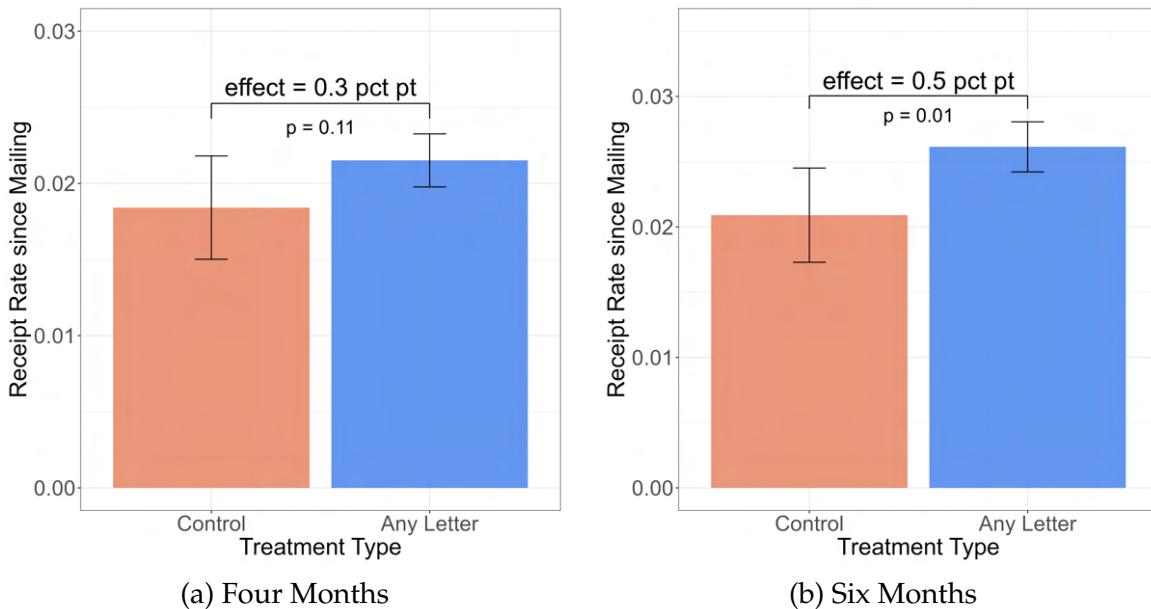 effect = 0.3 pct pt
p = 0.11
0.03
0.02
0.01
0.00
Receipt Rate since Mailing
Control Any Letter
Treatment Type
(a) Four Months
effect = 0.5 pct pt
p = 0.01
0.03
0.02
0.01
0.00
Receipt Rate since Mailing
Control Any Letter
Treatment Type
(b) Six Months